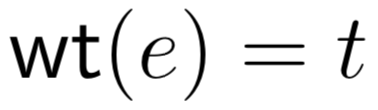 wt(e) = t